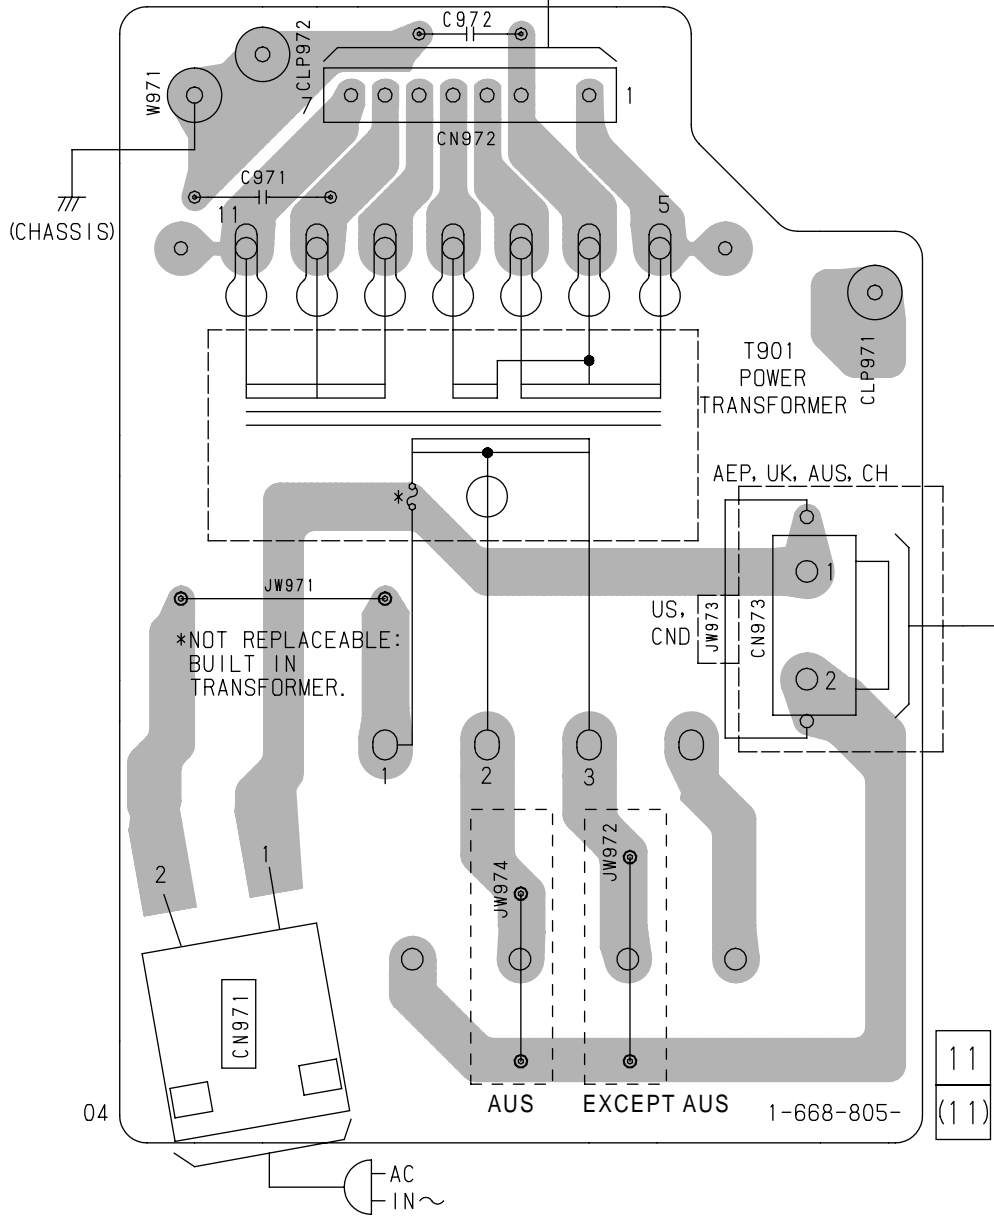 C972
CLP972
W971
7
1
CN972
C971
11
5
(CHASSIS)
T901
POWER
TRANSFORMER
CLP971
AEP, UK, AUS, CH
*
1
JW971
US,
CND
JW973
CN973
*NOT REPLACEABLE:
BUILT IN
TRANSFORMER.
2
1
2
3
JW972
1
2
JW974
CN971
11
AUS
EXCEPT AUS
04
1-668-805-
(11)
AC
IN～